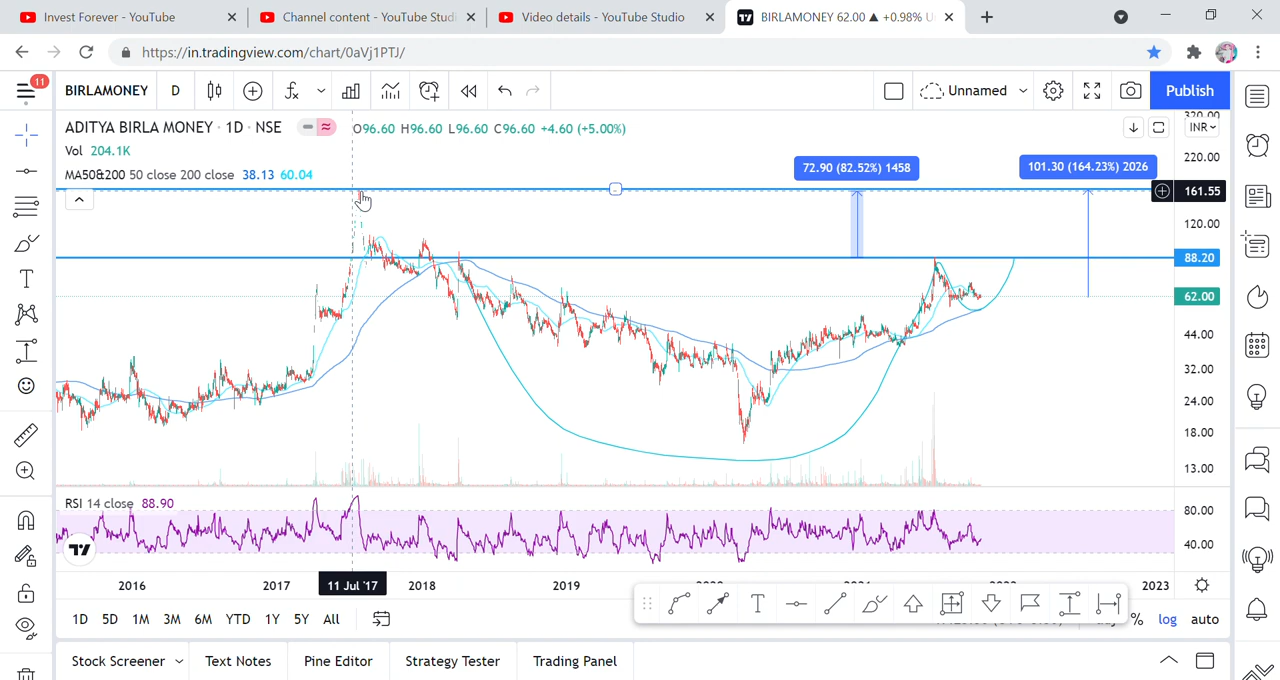 Invest Forever - YouTube
Channel content - YouTube Studi
Video details - YouTube Studio
BIRLAMONEY 62.00 ▲ +0.98% U
https://in.tradingview.com/chart/0aVj1PTJ/
11
BIRLAMONEY D
Unnamed
Publish
ADITYA BIRLA MONEY · 1D · NSE
O96.60 H96.60 L96.60 C96.60 +4.60 (+5.00%)
INR
Vol 204.1K
MA50&200 50 close 200 close 38.13 60.04
72.90 (82.52%) 1458
101.30 (164.23%) 2026
320.00
220.00
161.55
120.00
88.20
62.00
44.00
32.00
24.00
18.00
13.00
RSI 14 close 88.90
80.00
40.00
2016 2017 11 Jul '17 2018 2019 2020 2021 2022 2023
1D 5D 1M 3M 6M YTD 1Y 5Y All
% log auto
Stock Screener Text Notes Pine Editor Strategy Tester Trading Panel